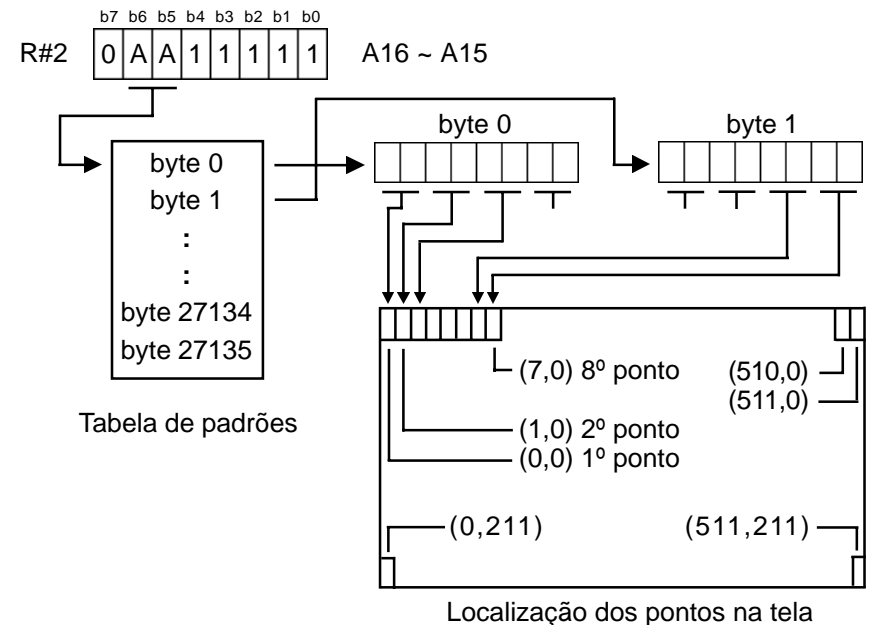 b7 b6 b5 b4 b3 b2 b1 b0
R#2 0 A A 1 1 1 1 1 A16 ~ A15
byte 0 byte 1
byte 0
byte 1
:
:
byte 27134
byte 27135
Tabela de padrões
(7,0) 8º ponto (510,0)
(511,0)
(1,0) 2º ponto
(0,0) 1º ponto
(0,211) (511,211)
Localização dos pontos na tela